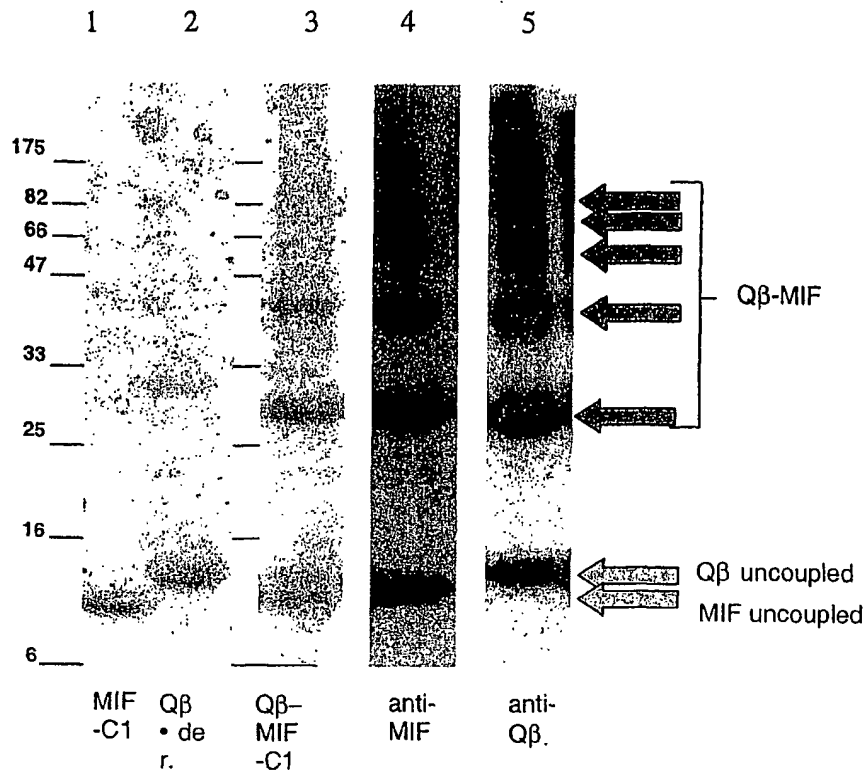 1 2 3 4 5
175
82
66
47
33
25
16
6
Qβ-MIF
Qβ uncoupled
MIF uncoupled
MIF
-C1
Qβ
• de
r.
Qβ–
MIF
-C1
anti-
MIF
anti-
Qβ.